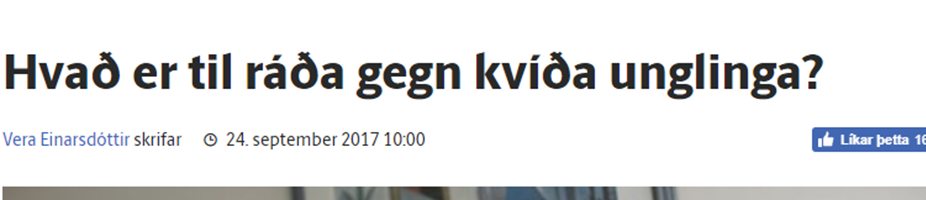 Hvað er til ráða gegn kvíða unglinga?
Vera Einarsdóttir skrifar 24. september 2017 10:00
Líkar þetta